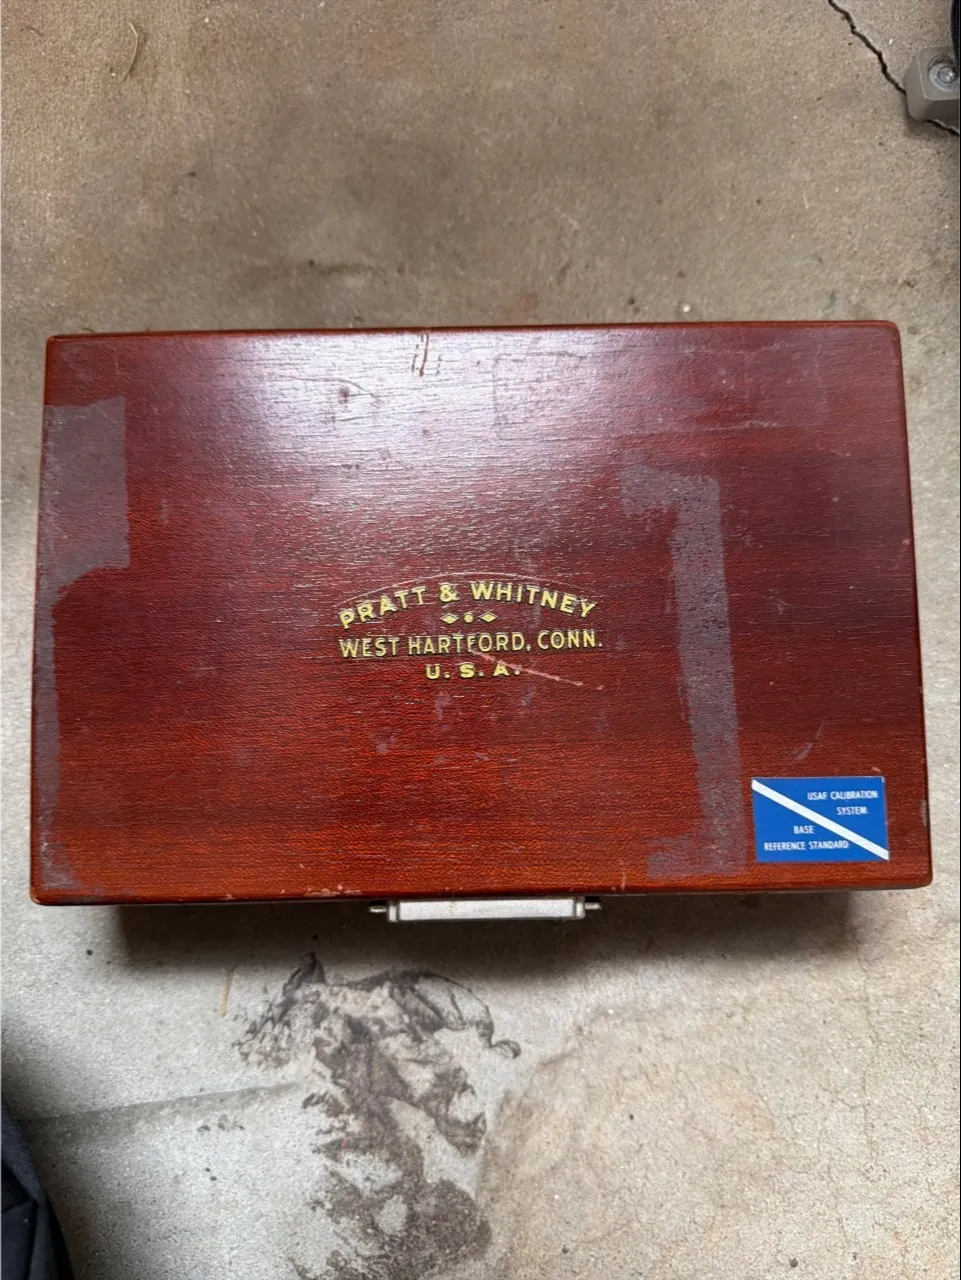 PRATT & WHITNEY
WEST HARTFORD, CONN.
U. S. A.
USAF CALIBRATION
SYSTEM
BASE
REFERENCE STANDARD